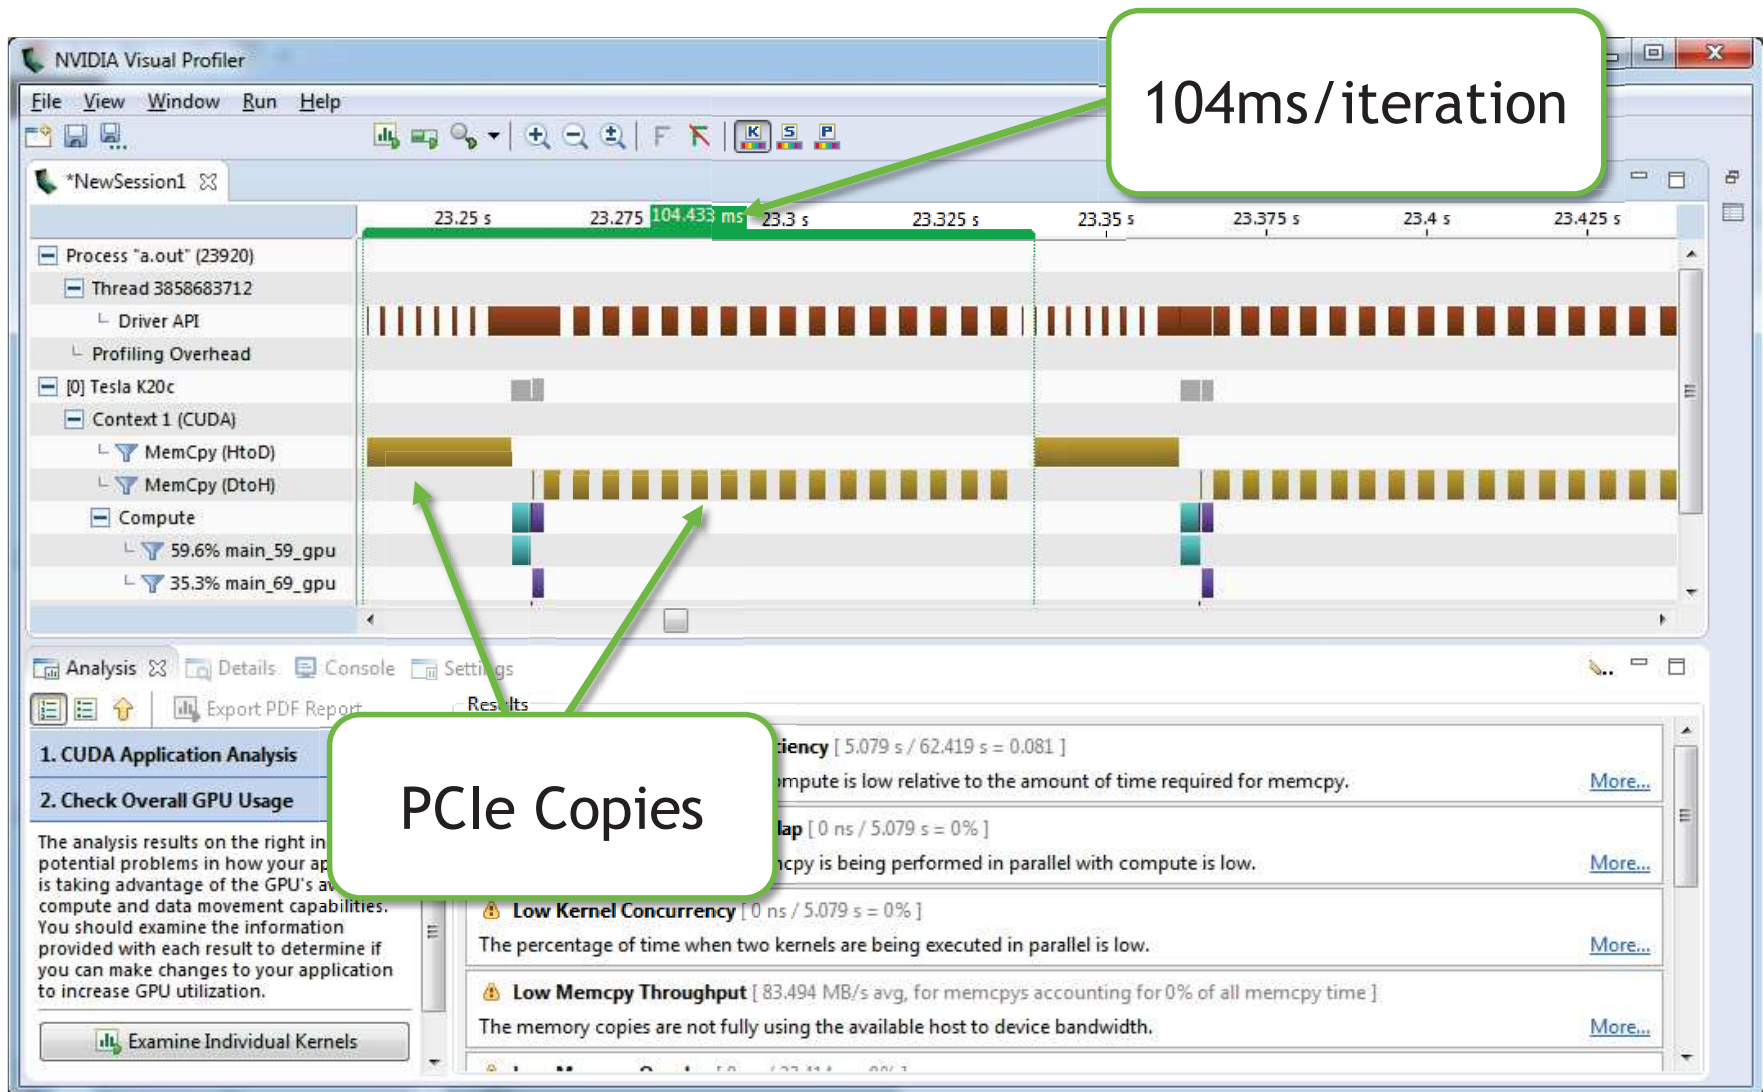 NVIDIA Visual Profiler
104ms/iteration
File View Window Run Help
F K S P
*NewSession1
23.25 s 23.275 104.433 ms 23.3 s 23.325 s 23.35 s 23.375 s 23.4 s 23.425 s
Process "a.out" (23920)
Thread 3858683712
Driver API
Profiling Overhead
[0] Tesla K20c
Context 1 (CUDA)
MemCpy (HtoD)
MemCpy (DtoH)
Compute
59.6% main_59_gpu
35.3% main_69_gpu
Analysis Details Console Settings
Export PDF Report
Results
1. CUDA Application Analysis
2. Check Overall GPU Usage
The analysis results on the right in
potential problems in how your ap
is taking advantage of the GPU's av
compute and data movement capabilities.
You should examine the information
provided with each result to determine if
you can make changes to your application
to increase GPU utilization.
Examine Individual Kernels
PCIe Copies
ciency [ 5.079 s / 62.419 s = 0.081 ]
ompute is low relative to the amount of time required for memcpy. More...
lap [ 0 ns / 5.079 s = 0% ]
mcpy is being performed in parallel with compute is low. More...
Low Kernel Concurrency [ 0 ns / 5.079 s = 0% ]
The percentage of time when two kernels are being executed in parallel is low. More...
Low Memcpy Throughput [ 83.494 MB/s avg, for memcpys accounting for 0% of all memcpy time ]
The memory copies are not fully using the available host to device bandwidth. More...